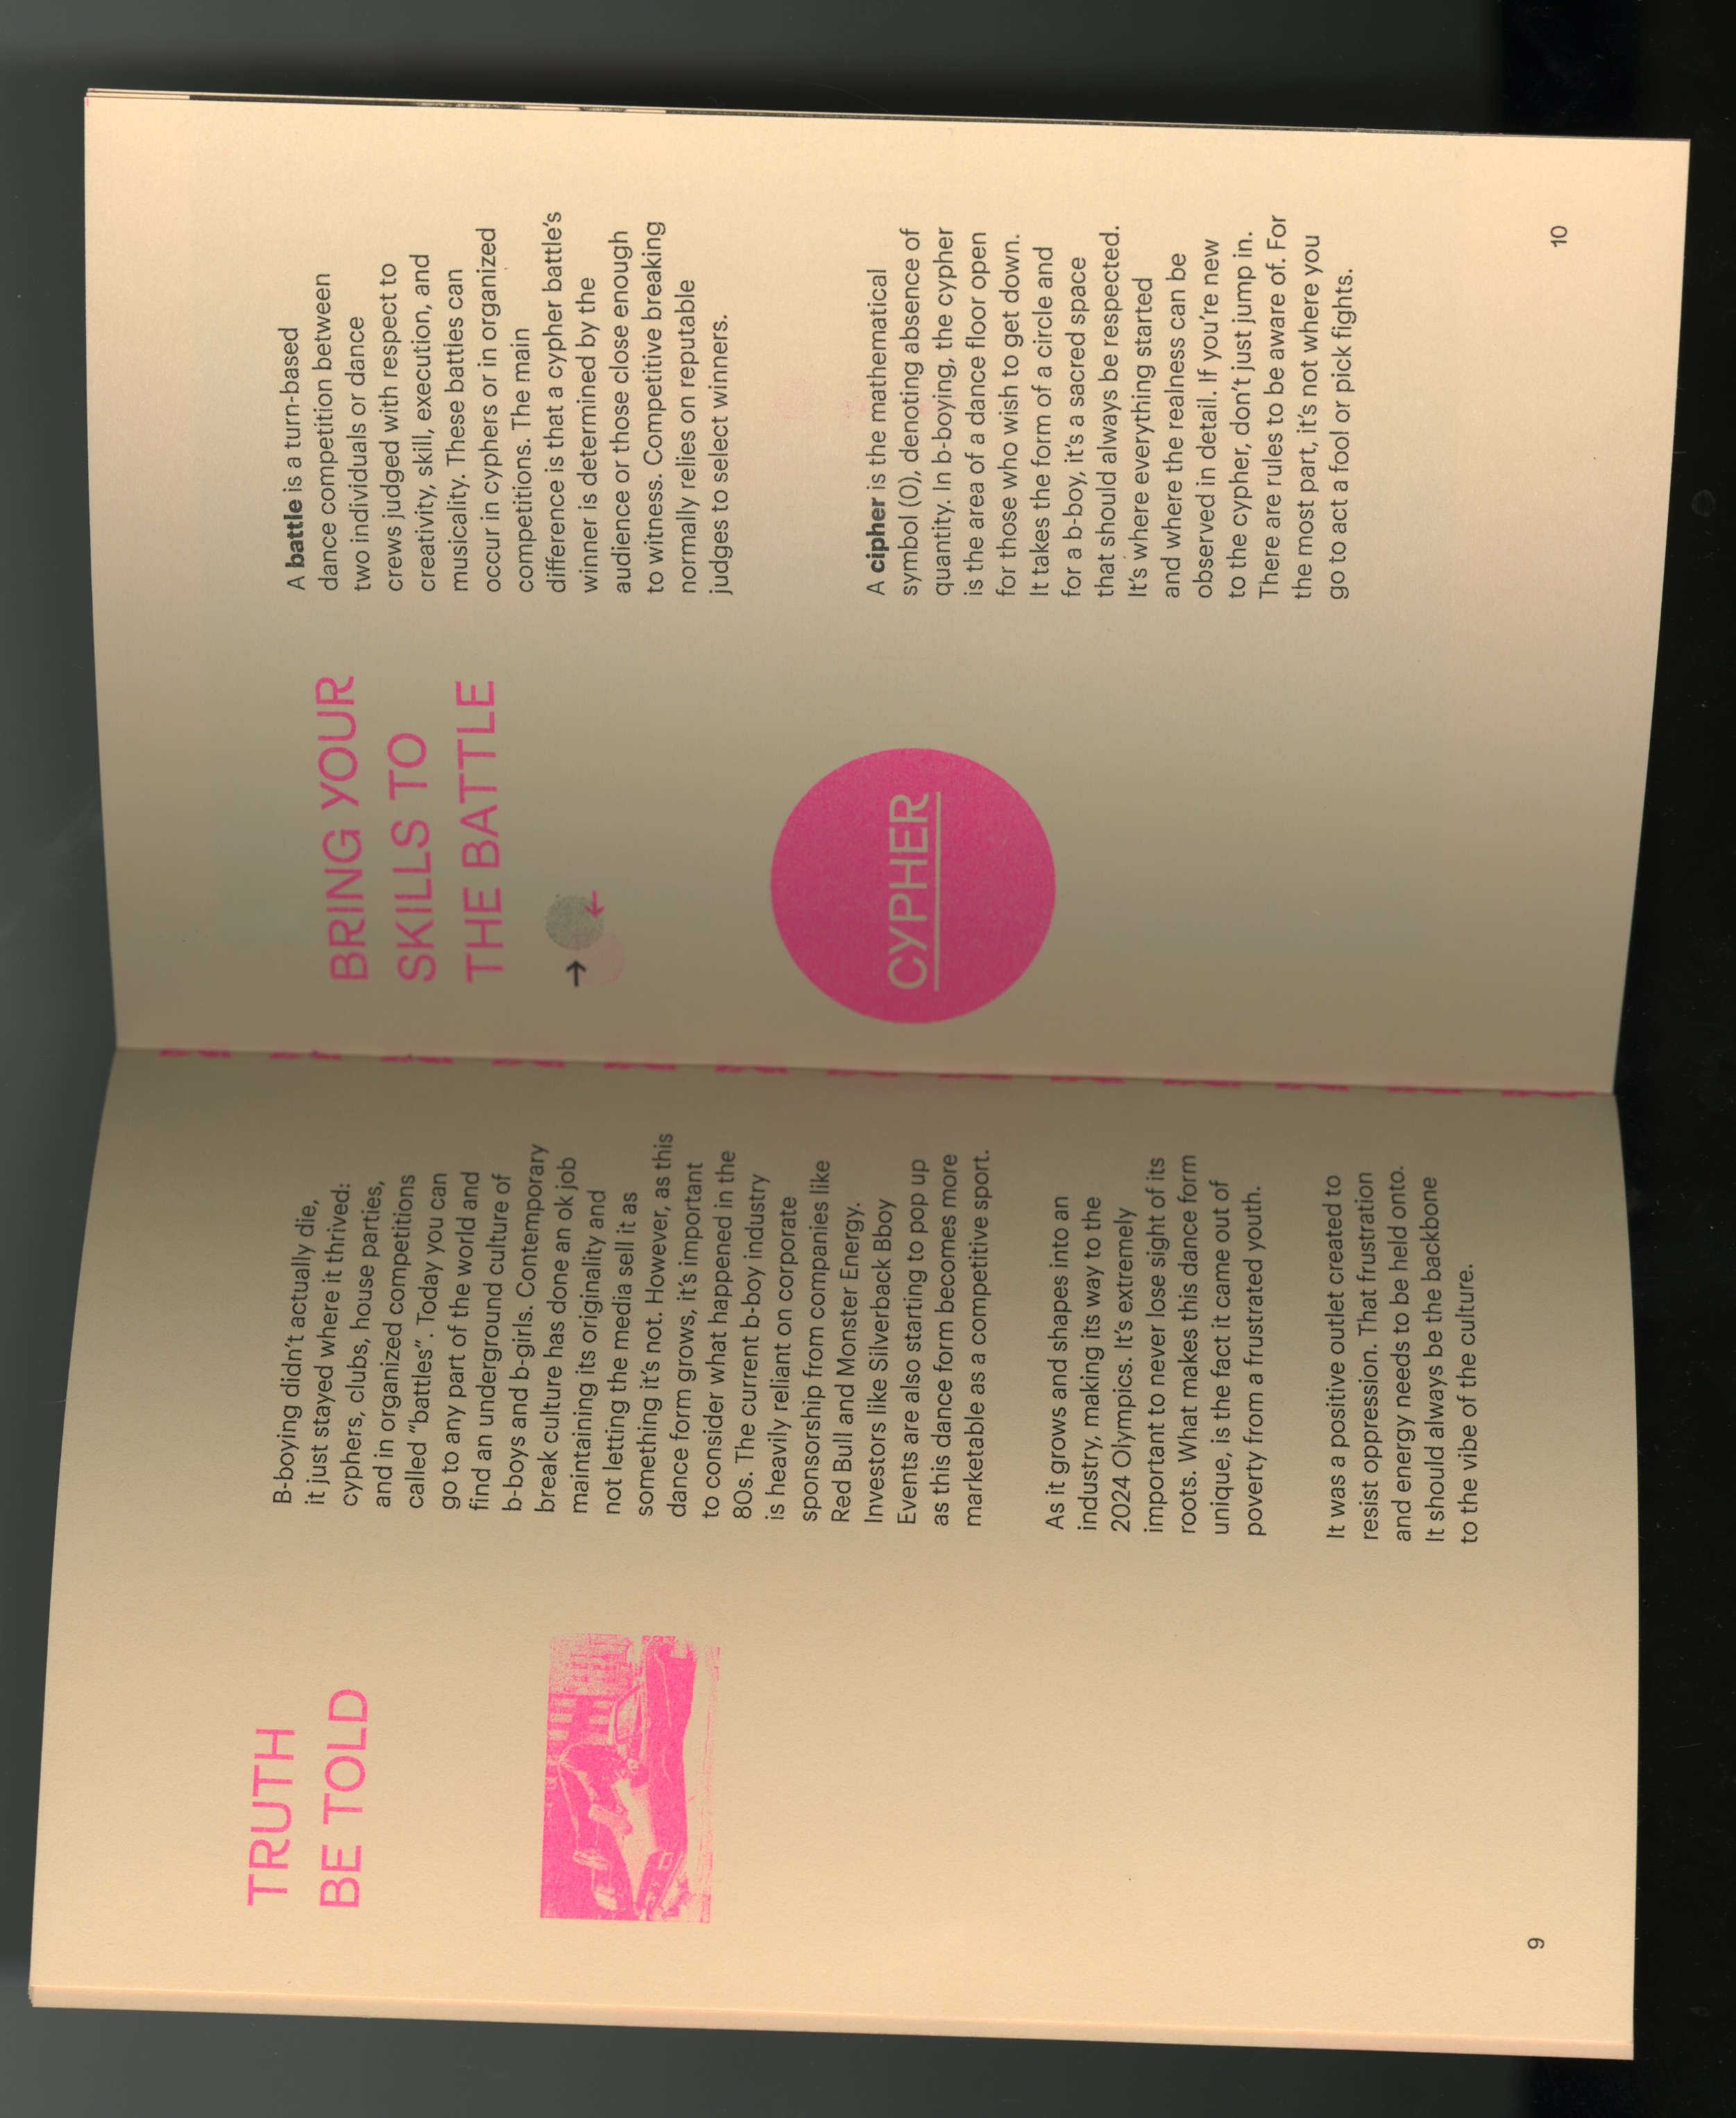 TRUTH
BE TOLD
B-boying didn't actually die,
it just stayed where it thrived:
cyphers, clubs, house parties,
and in organized competitions
called "battles". Today you can
go to any part of the world and
find an underground culture of
b-boys and b-girls. Contemporary
break culture has done an ok job
maintaining its originality and
not letting the media sell it as
something it's not. However, as this
dance form grows, it's important
to consider what happened in the
80s. The current b-boy industry
is heavily reliant on corporate
sponsorship from companies like
Red Bull and Monster Energy.
Investors like Silverback Bboy
Events are also starting to pop up
as this dance form becomes more
marketable as a competitive sport.
As it grows and shapes into an
industry, making its way to the
2024 Olympics. It's extremely
important to never lose sight of its
roots. What makes this dance form
unique, is the fact it came out of
poverty from a frustrated youth.
It was a positive outlet created to
resist oppression. That frustration
and energy needs to be held onto.
It should always be the backbone
to the vibe of the culture.
9
BRING YOUR
SKILLS TO
THE BATTLE
A battle is a turn-based
dance competition between
two individuals or dance
crews judged with respect to
creativity, skill, execution, and
musicality. These battles can
occur in cyphers or in organized
competitions. The main
difference is that a cypher battle's
winner is determined by the
audience or those close enough
to witness. Competitive breaking
normally relies on reputable
judges to select winners.
CYPHER
A cipher is the mathematical
symbol (0), denoting absence of
quantity. In b-boying, the cypher
is the area of a dance floor open
for those who wish to get down.
It takes the form of a circle and
for a b-boy, it's a sacred space
that should always be respected.
It's where everything started
and where the realness can be
observed in detail. If you're new
to the cypher, don't just jump in.
There are rules to be aware of. For
the most part, it's not where you
go to act a fool or pick fights.
10